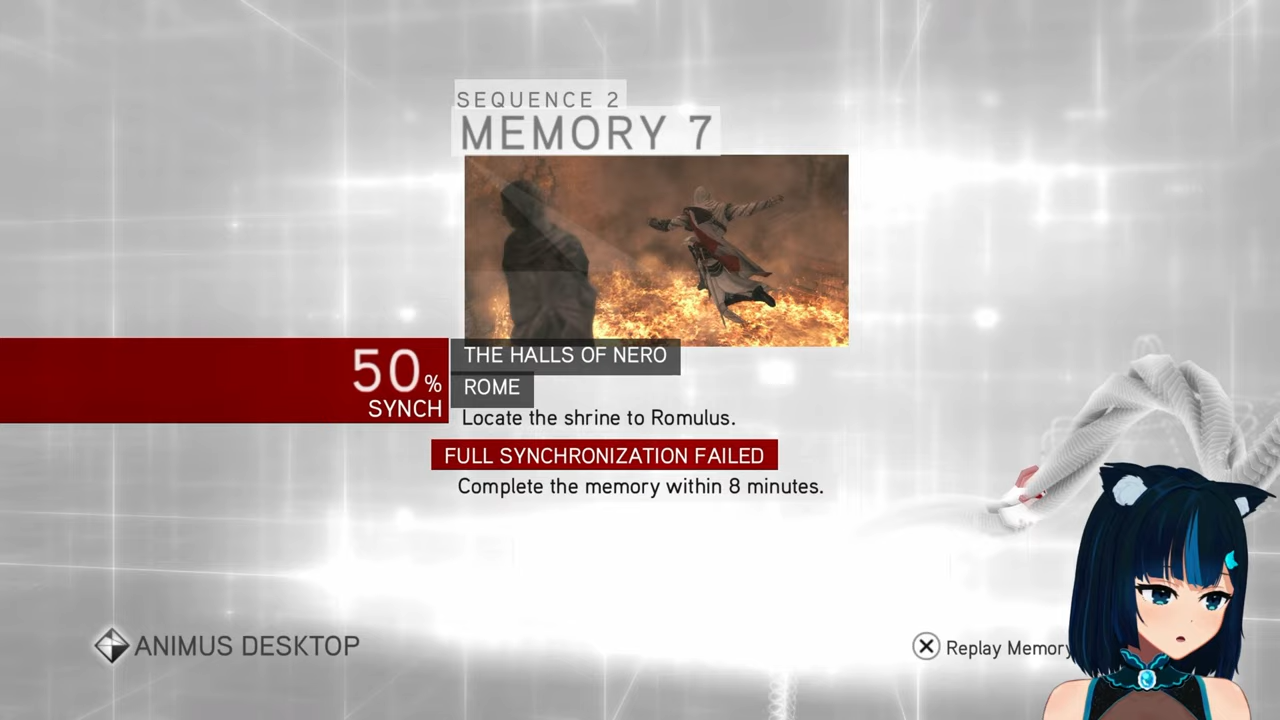 SEQUENCE 2
MEMORY 7
50%
SYNCH
THE HALLS OF NERO
ROME
Locate the shrine to Romulus.
FULL SYNCHRONIZATION FAILED
Complete the memory within 8 minutes.
ANIMUS DESKTOP
X Replay Memory